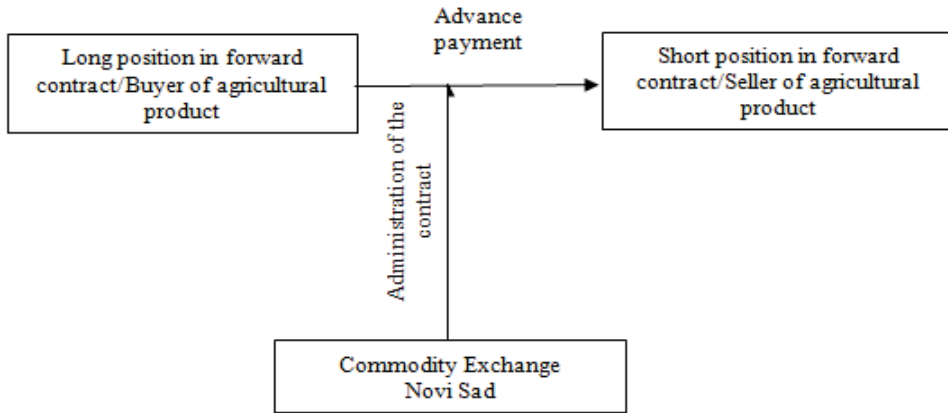 Advance
payment
Long position in forward
contract/Buyer of agricultural
product
Short position in forward
contract/Seller of agricultural
product
Administration of the
contract
Commodity Exchange
Novi Sad